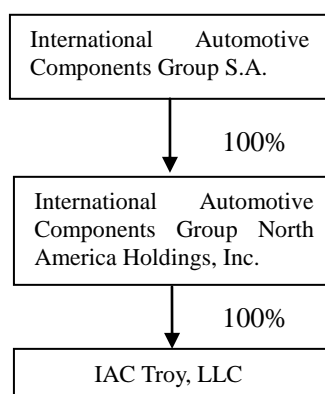 International Automotive
Components Group S.A.
100%
International Automotive
Components Group North
America Holdings, Inc.
100%
IAC Troy, LLC